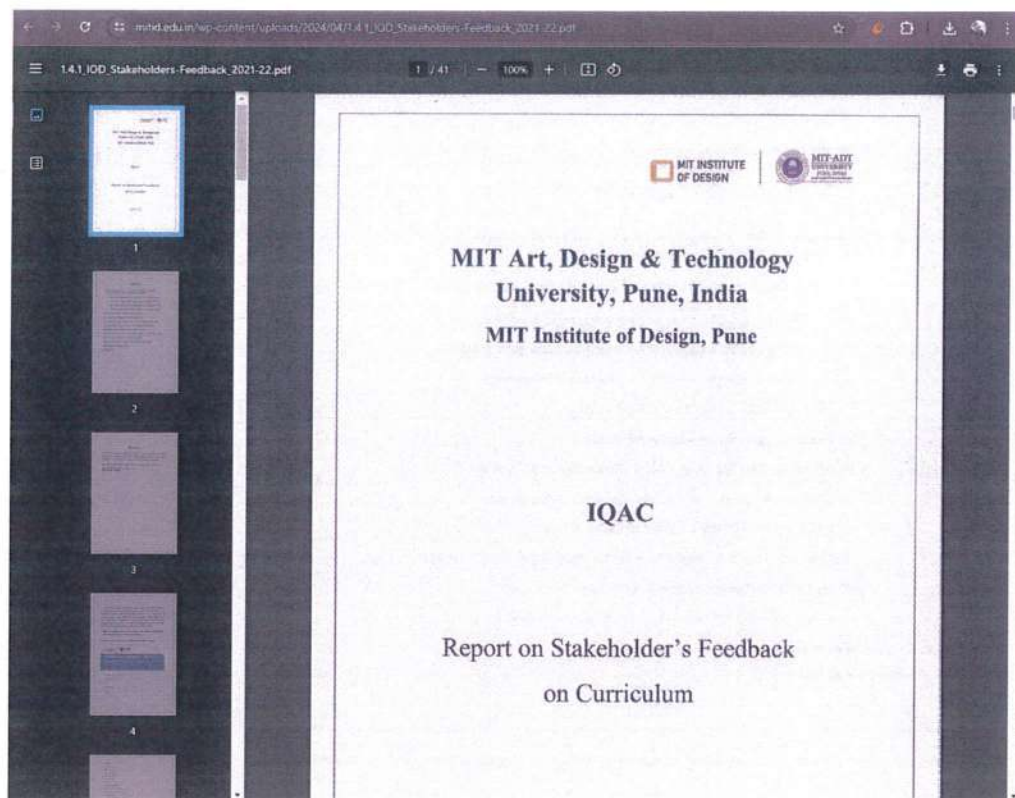 mitid.edu.in/wp-content/uploads/2024/04/1.4.1_IOD_Stakeholders-Feedback_2021-22.pdf
1.4.1_IOD_Stakeholders-Feedback_2021-22.pdf
1 / 41
100%
MIT INSTITUTE
OF DESIGN
MIT-ADT
UNIVERSITY
PUNE, INDIA
MIT Art, Design & Technology
University, Pune, India
MIT Institute of Design, Pune
IQAC
Report on Stakeholder's Feedback
on Curriculum
1
2
3
4